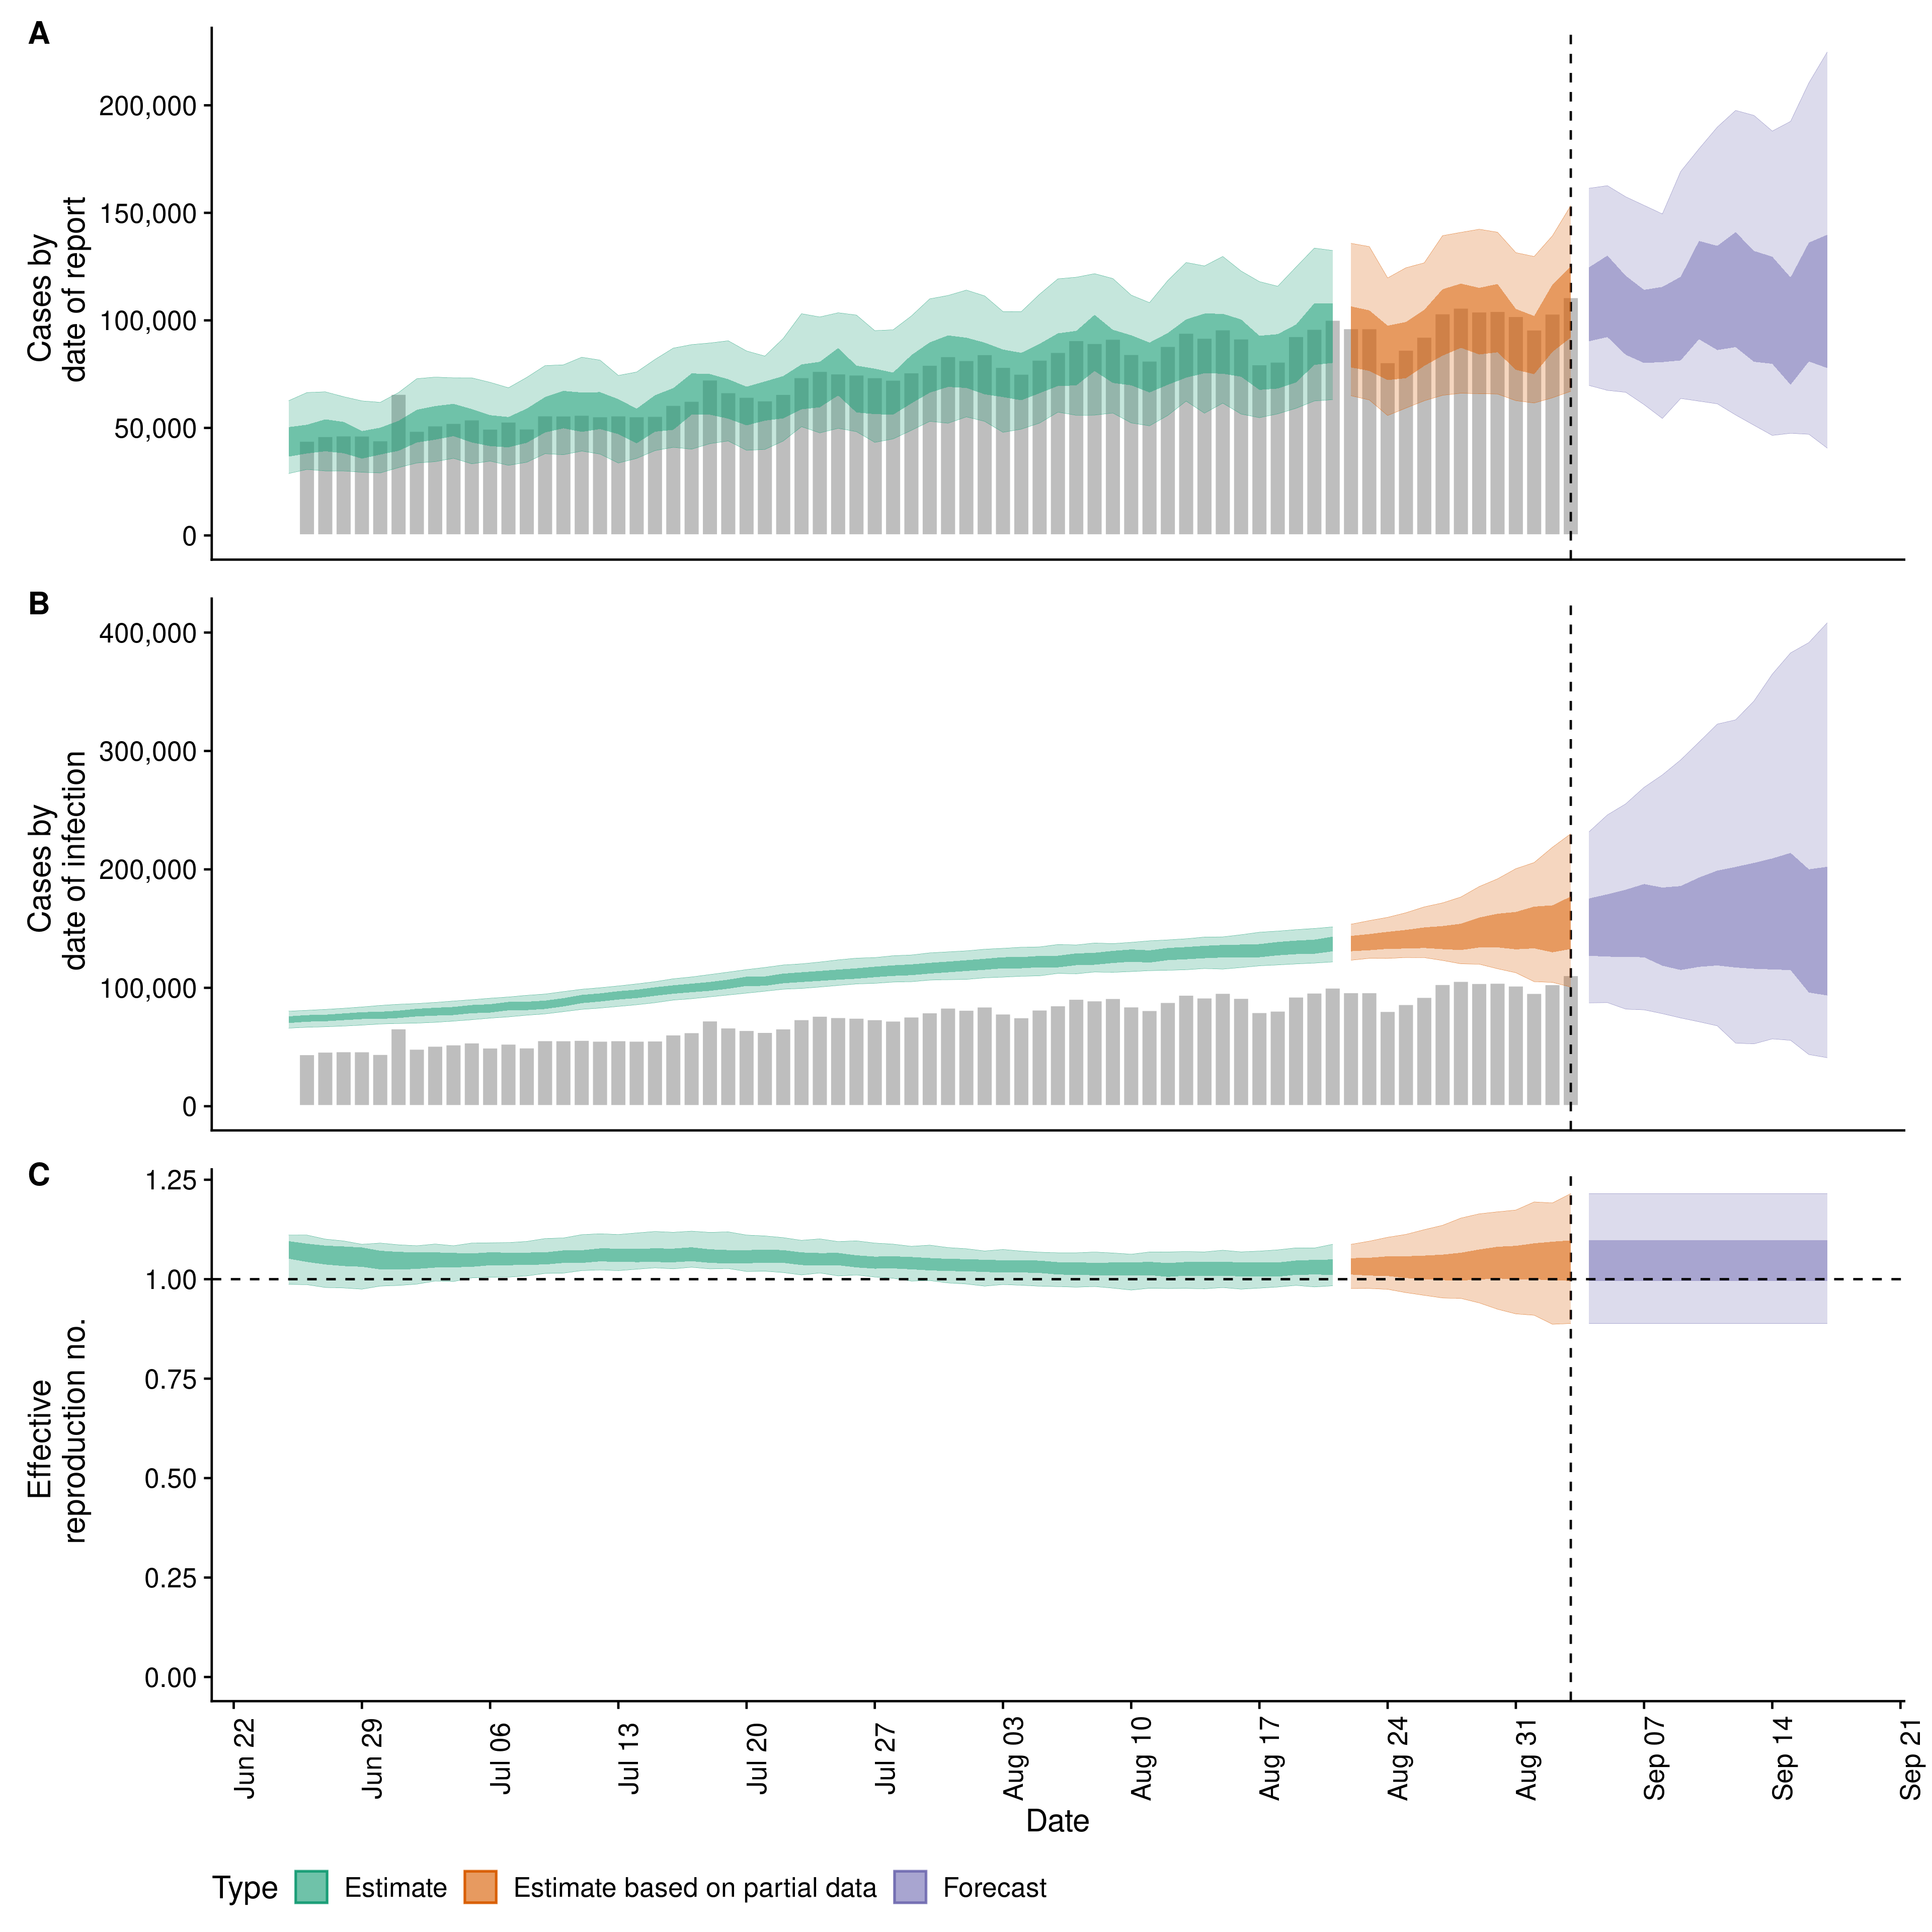 A
Cases by
date of report
200,000
150,000
100,000
50,000
0
B
Cases by
date of infection
400,000
300,000
200,000
100,000
0
C
Effective
reproduction no.
1.25
1.00
0.75
0.50
0.25
0.00
Jun 22
Jun 29
Jul 06
Jul 13
Jul 20
Jul 27
Aug 03
Aug 10
Aug 17
Aug 24
Aug 31
Sep 07
Sep 14
Sep 21
Date
Type Estimate Estimate based on partial data Forecast